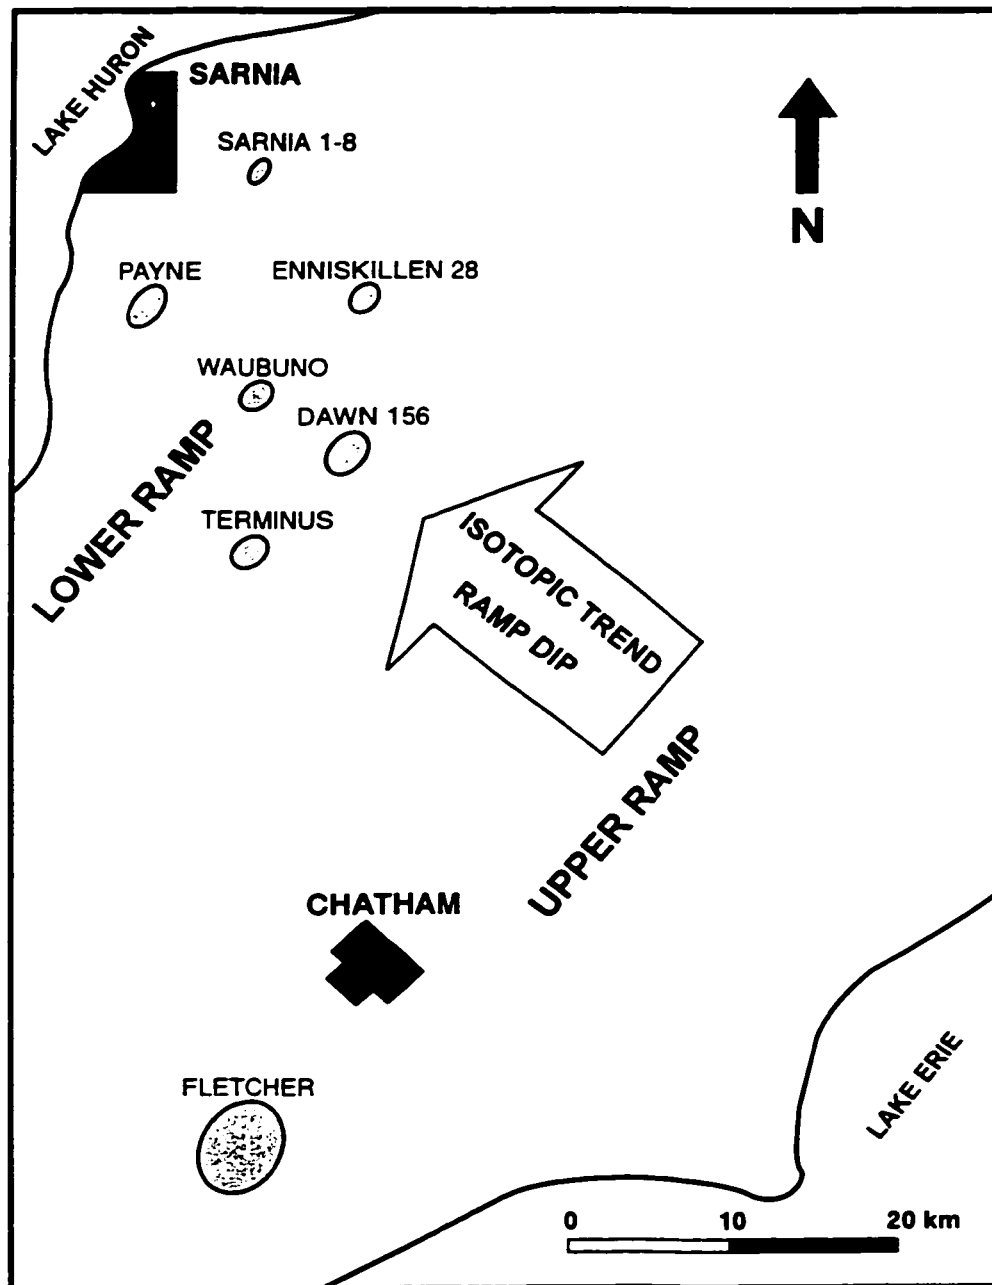 LAKE HURON
SARNIA
SARNIA 1-8
N
PAYNE
ENNISKILLEN 28
WAUBUNO
DAWN 156
LOWER RAMP
TERMINUS
ISOTOPIC TREND
RAMP DIP
UPPER RAMP
CHATHAM
LAKE ERIE
FLETCHER
0 10 20 km